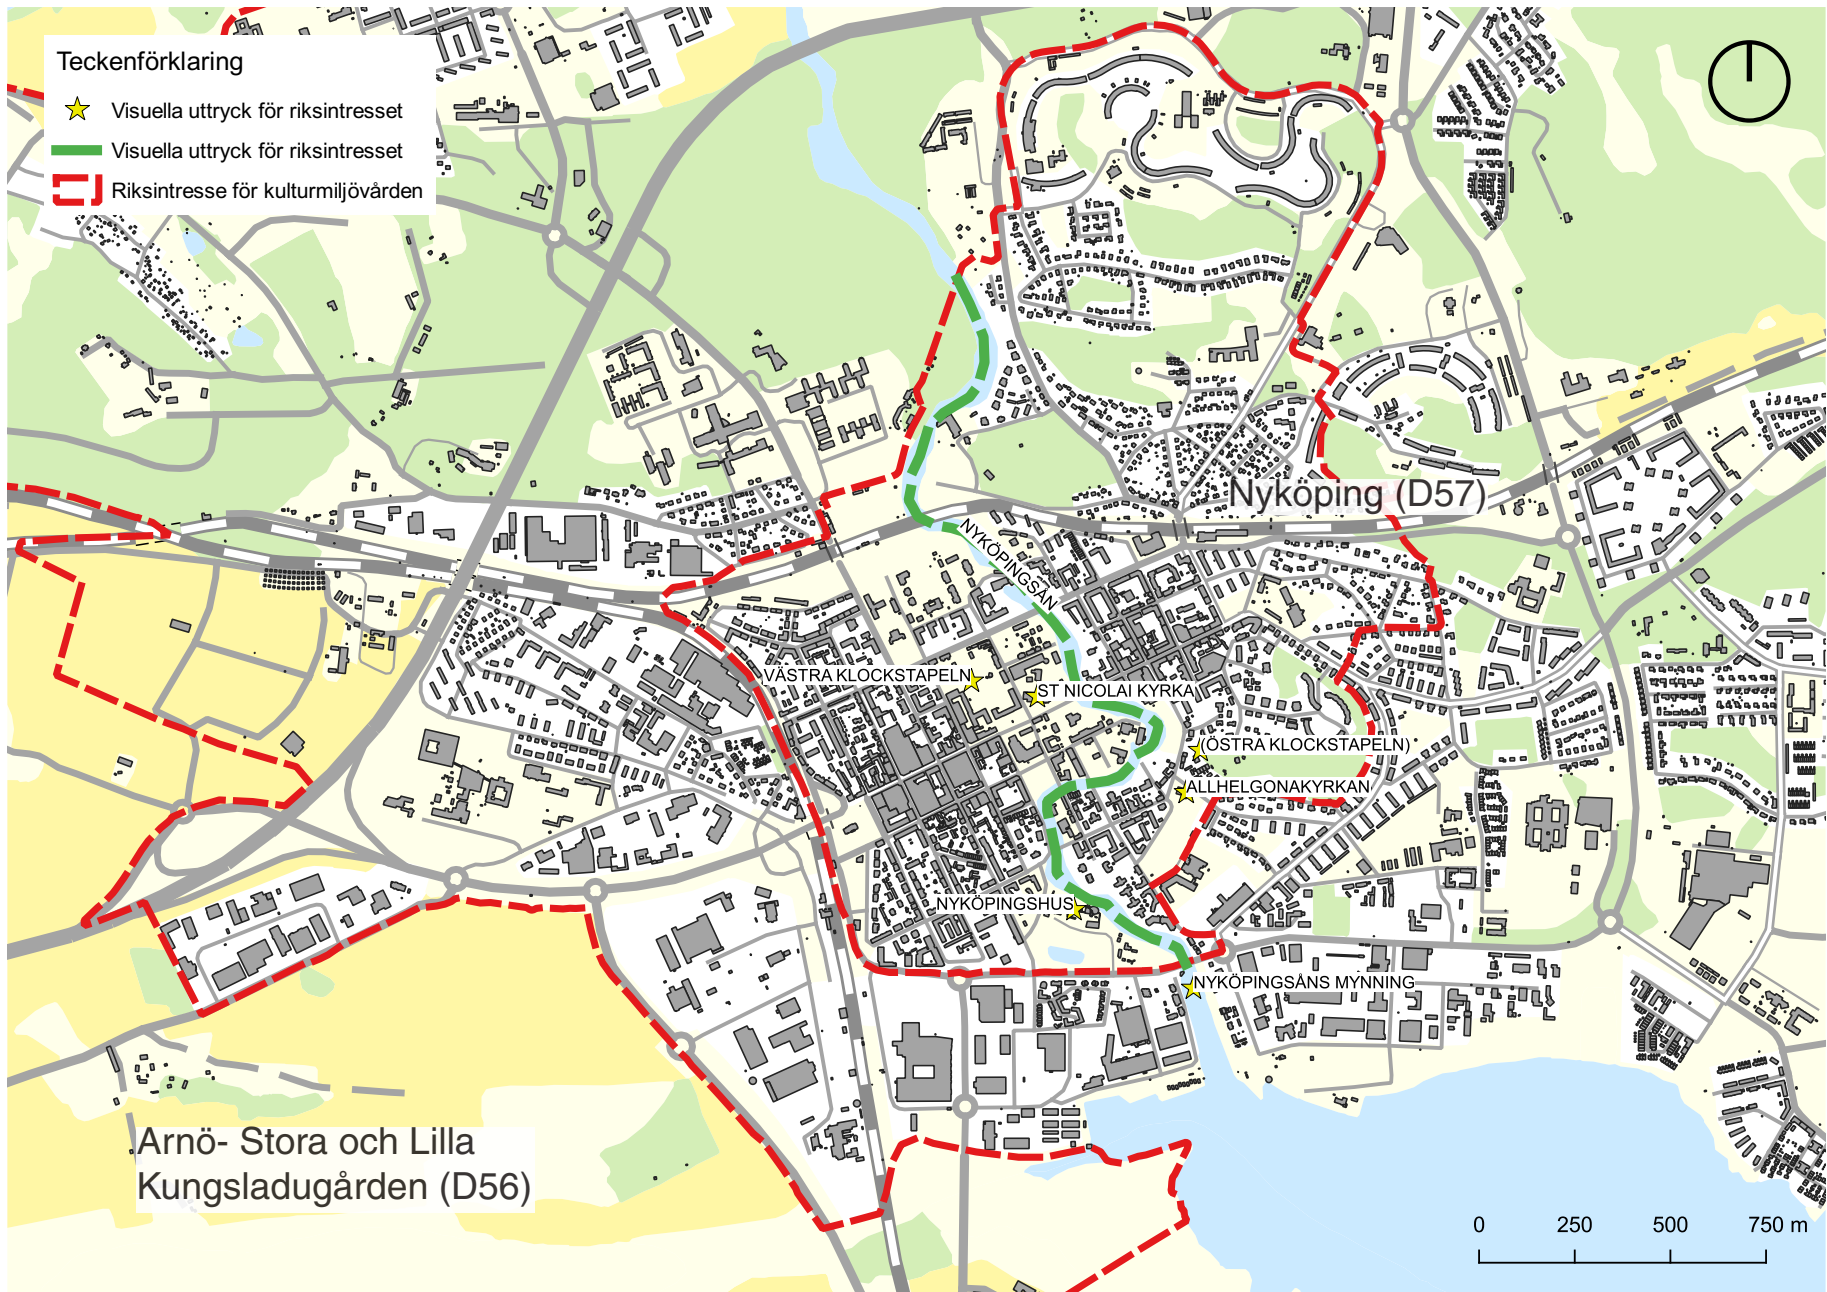 Teckenförklaring
Visuella uttryck för riksintresset
Visuella uttryck för riksintresset
Riksintresse för kulturmiljövården
Nyköping (D57)
NYKÖPINGSÅN
VÄSTRA KLOCKSTAPELN
ST NICOLAI KYRKA
(ÖSTRA KLOCKSTAPELN)
ALLHELGONAKYRKAN
NYKÖPINGSHUS
NYKÖPINGSÅNS MYNNING
Arnö- Stora och Lilla
Kungsladugården (D56)
0 250 500 750 m